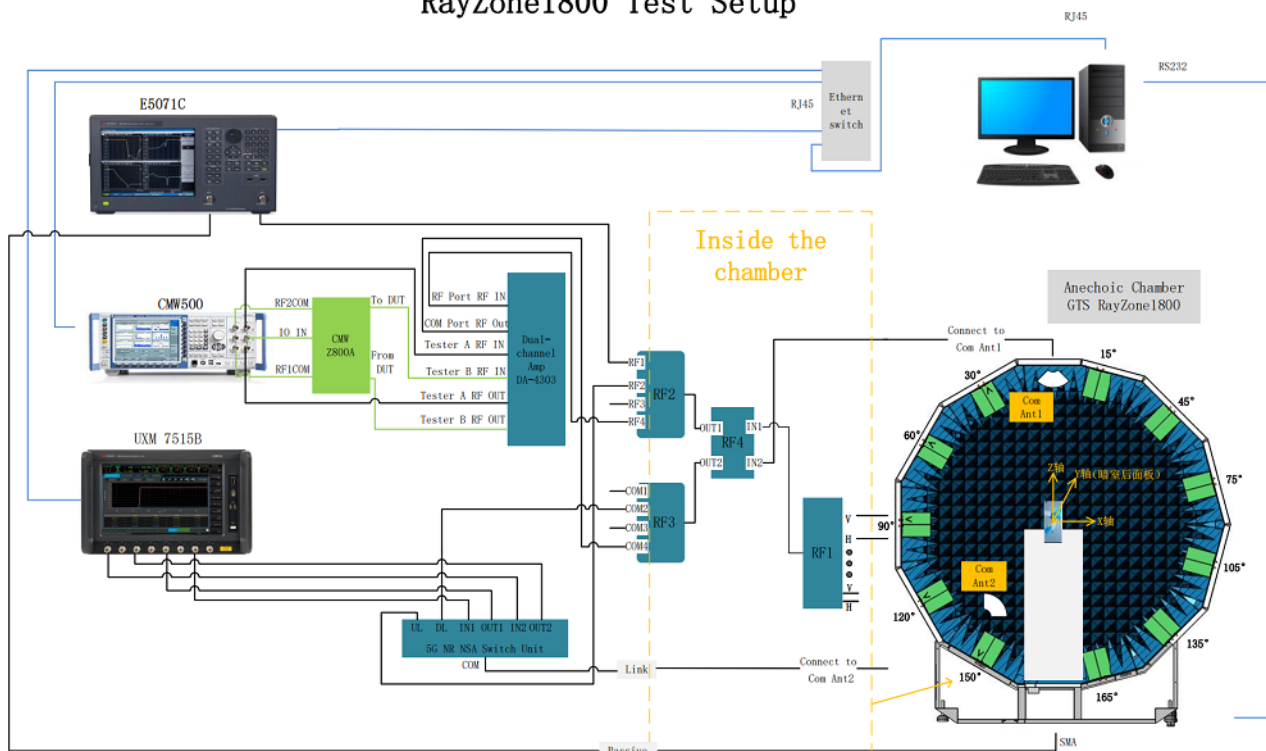 RayZone1800 Test Setup
RJ45
RS232
E5071C
RJ45
Ethern
et
switch
Inside the
chamber
Anechoic Chamber
GTS RayZone1800
CMW500
RF2COM
IO IN
RF1COM
CMW
Z800A
To DUT
From
DUT
RF Port RF IN
COM Port RF Out
Tester A RF IN
Tester B RF IN
Tester A RF OUT
Tester B RF OUT
Dual-
channel
Amp
DA-4303
RF1
RF2
RF3
RF4
RF2
OUT1
IN1
RF4
OUT2
IN2
Connect to
Com Ant1
15°
30°
Com
Ant1
45°
60°
75°
Z轴
Y轴(暗室后面板)
X轴
90°
UXM 7515B
COM1
COM2
COM3
COM4
RF3
RF1
V
H
V
H
105°
Com
Ant2
120°
135°
150°
165°
UL DL IN1 OUT1 IN2 OUT2
5G NR NSA Switch Unit
COM
Link
Connect to
Com Ant2
SMA
Passive